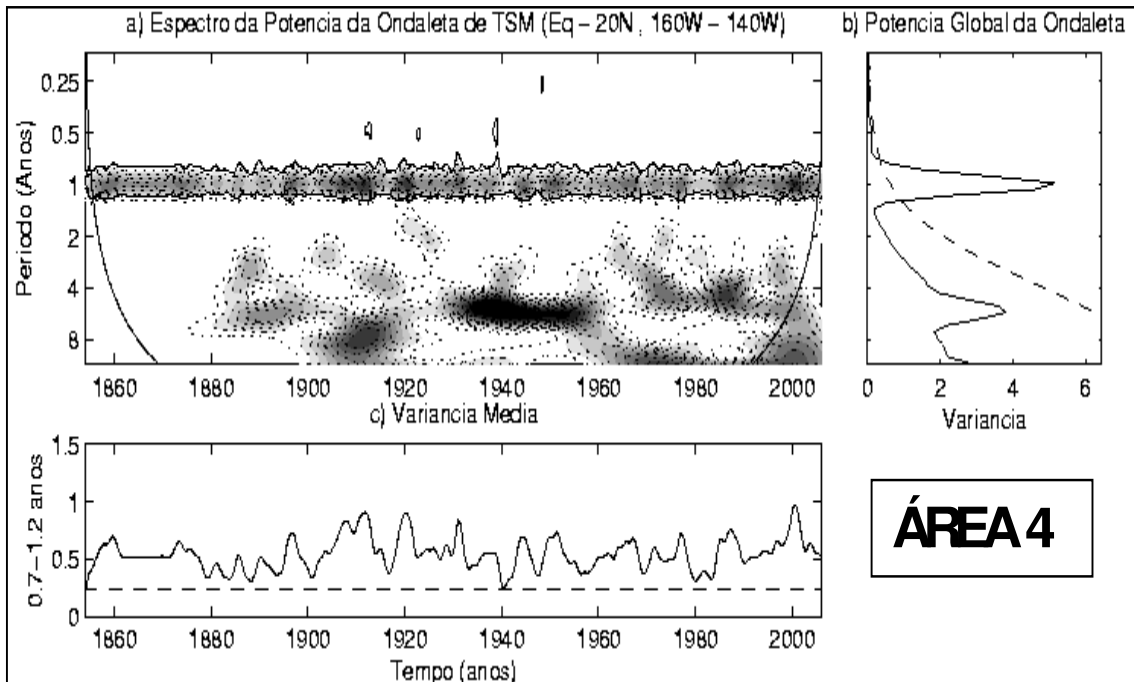 a) Espectro da Potencia da Ondaleta de TSM (Eq – 20N , 160W – 140W)
b) Potencia Global da Ondaleta
Periodo (Anos)
0.25
0.5
1
2
4
8
1860 1880 1900 1920 1940 1960 1980 2000
0 2 4 6
Variancia
c) Variancia Media
0.7–1.2 anos
1.5
1
0.5
0
1860 1880 1900 1920 1940 1960 1980 2000
Tempo (anos)
ÁREA 4